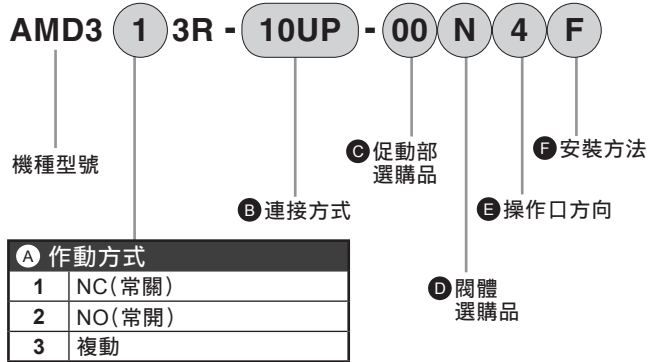 AMD3 1 3R - 10UP - 00 N 4 F
機種型號
C 促動部
選購品
F 安裝方法
B 連接方式
E 操作口方向
A 作動方式
1 NC(常關)
2 NO(常開)
3 複動
D 閥體
選購品